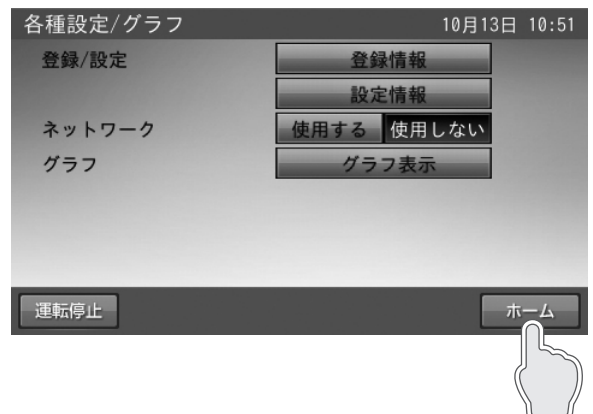 各種設定/グラフ 10月13日 10:51
登録/設定 登録情報
設定情報
ネットワーク 使用する 使用しない
グラフ グラフ表示
運転停止 ホーム